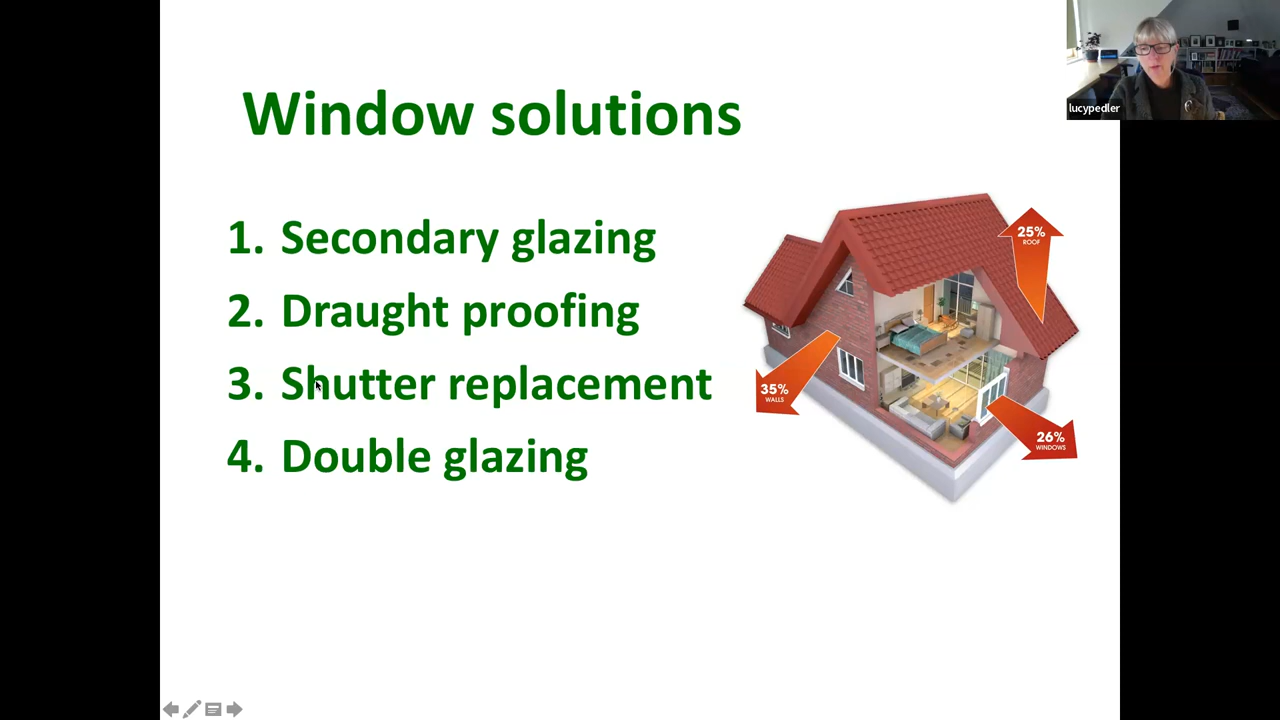 Window solutions
1. Secondary glazing
2. Draught proofing
3. Shutter replacement
4. Double glazing
25%
ROOF
35%
WALLS
26%
WINDOWS
lucypedler